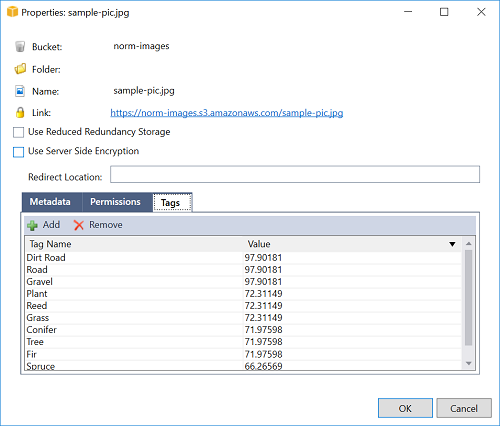 Properties: sample-pic.jpg
Bucket: norm-images
Folder:
Name: sample-pic.jpg
Link: https://norm-images.s3.amazonaws.com/sample-pic.jpg
Use Reduced Redundancy Storage
Use Server Side Encryption
Redirect Location:
Metadata Permissions Tags
Add Remove
Tag Name Value
Dirt Road 97.90181
Road 97.90181
Gravel 97.90181
Plant 72.31149
Reed 72.31149
Grass 72.31149
Conifer 71.97598
Tree 71.97598
Fir 71.97598
Spruce 66.26569
OK Cancel